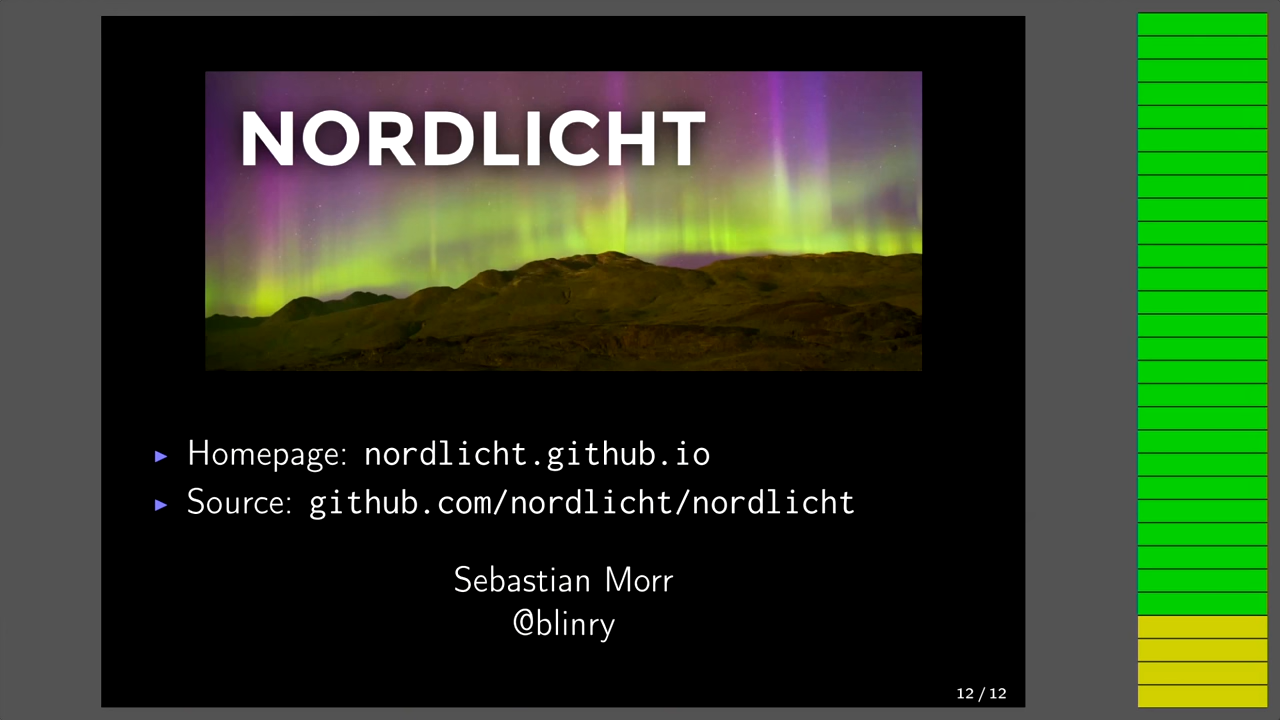 NORDLICHT
Homepage: nordlicht.github.io
Source: github.com/nordlicht/nordlicht
Sebastian Morr
@blinry
12 / 12